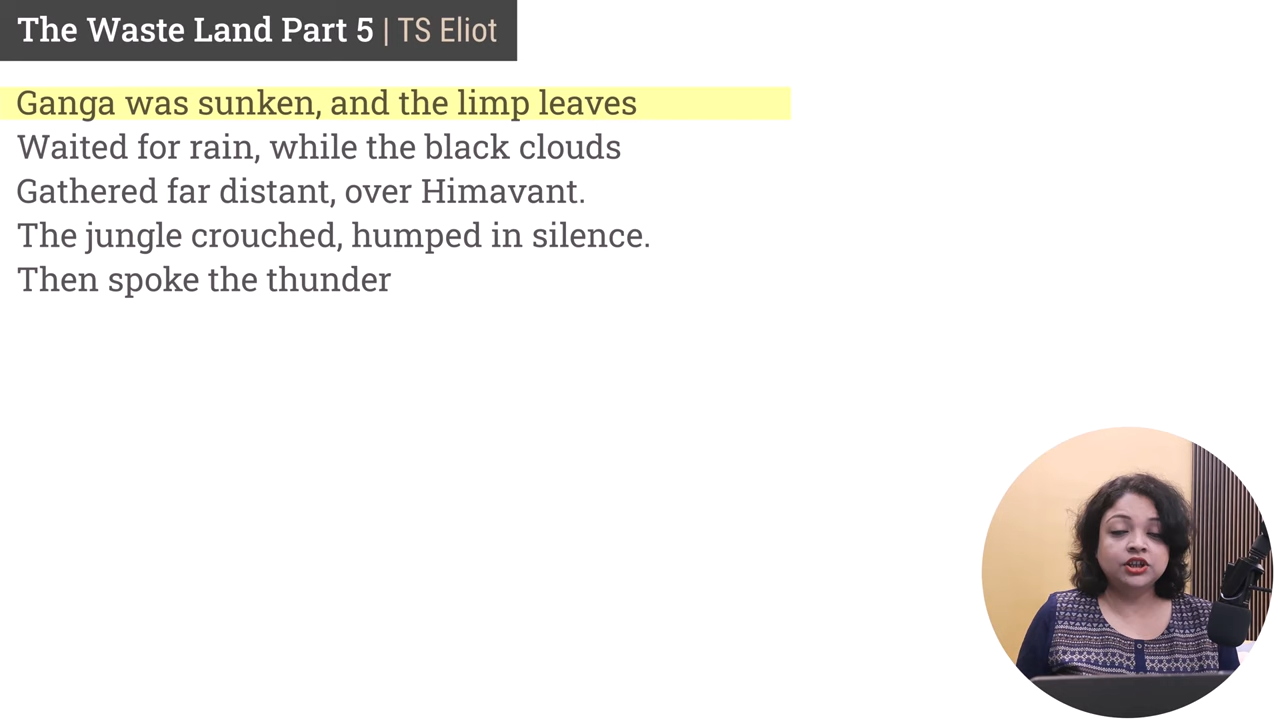 The Waste Land Part 5 | TS Eliot
Ganga was sunken, and the limp leaves
Waited for rain, while the black clouds
Gathered far distant, over Himavant.
The jungle crouched, humped in silence.
Then spoke the thunder